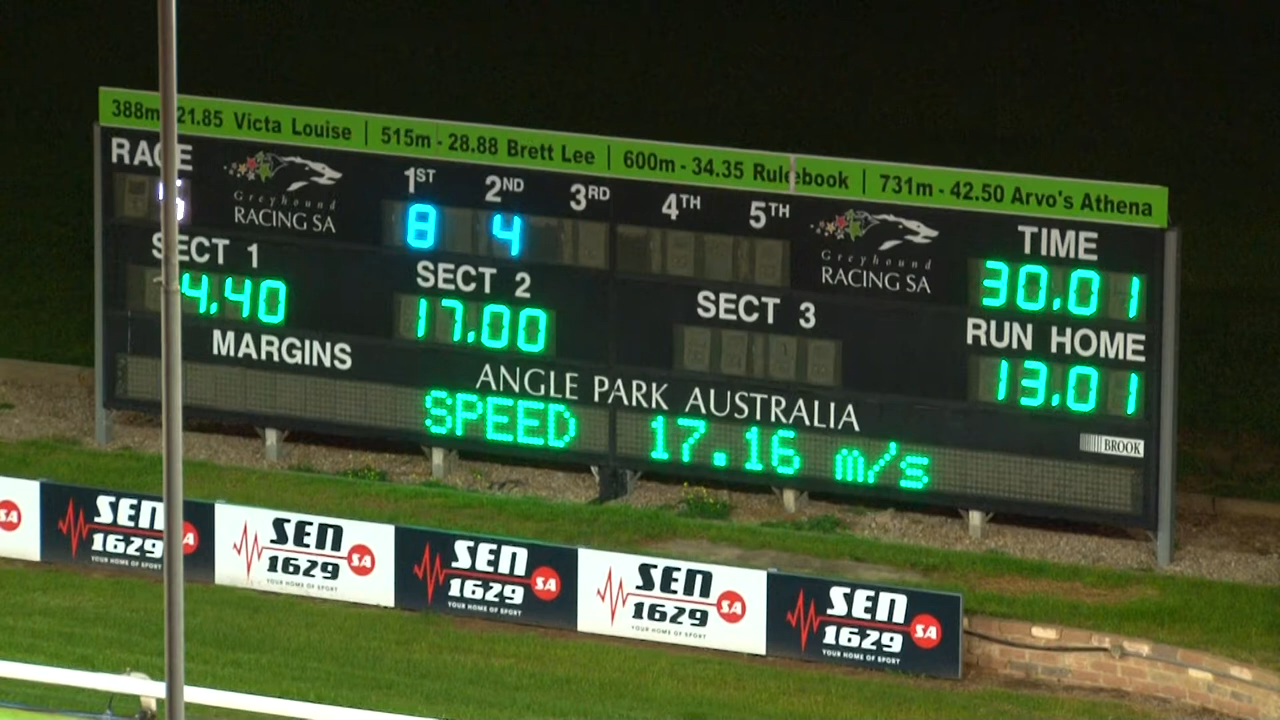 388m 21.85 Victa Louise | 515m - 28.88 Brett Lee | 600m - 34.35 Rulebook | 731m - 42.50 Arvo's Athena
RACE
Greyhound
RACING SA
1ST 2ND 3RD 4TH 5TH
8 4
Greyhound
RACING SA
TIME
30.01
SECT 1
4.40
SECT 2
17.00
SECT 3
RUN HOME
13.01
MARGINS
ANGLE PARK AUSTRALIA
SPEED 17.16 m/s
BROOK
SA
SEN
1629 SA
YOUR HOME OF SPORT
SEN
1629 SA
YOUR HOME OF SPORT
SEN
1629 SA
YOUR HOME OF SPORT
SEN
1629 SA
YOUR HOME OF SPORT
SEN
1629 SA
YOUR HOME OF SPORT